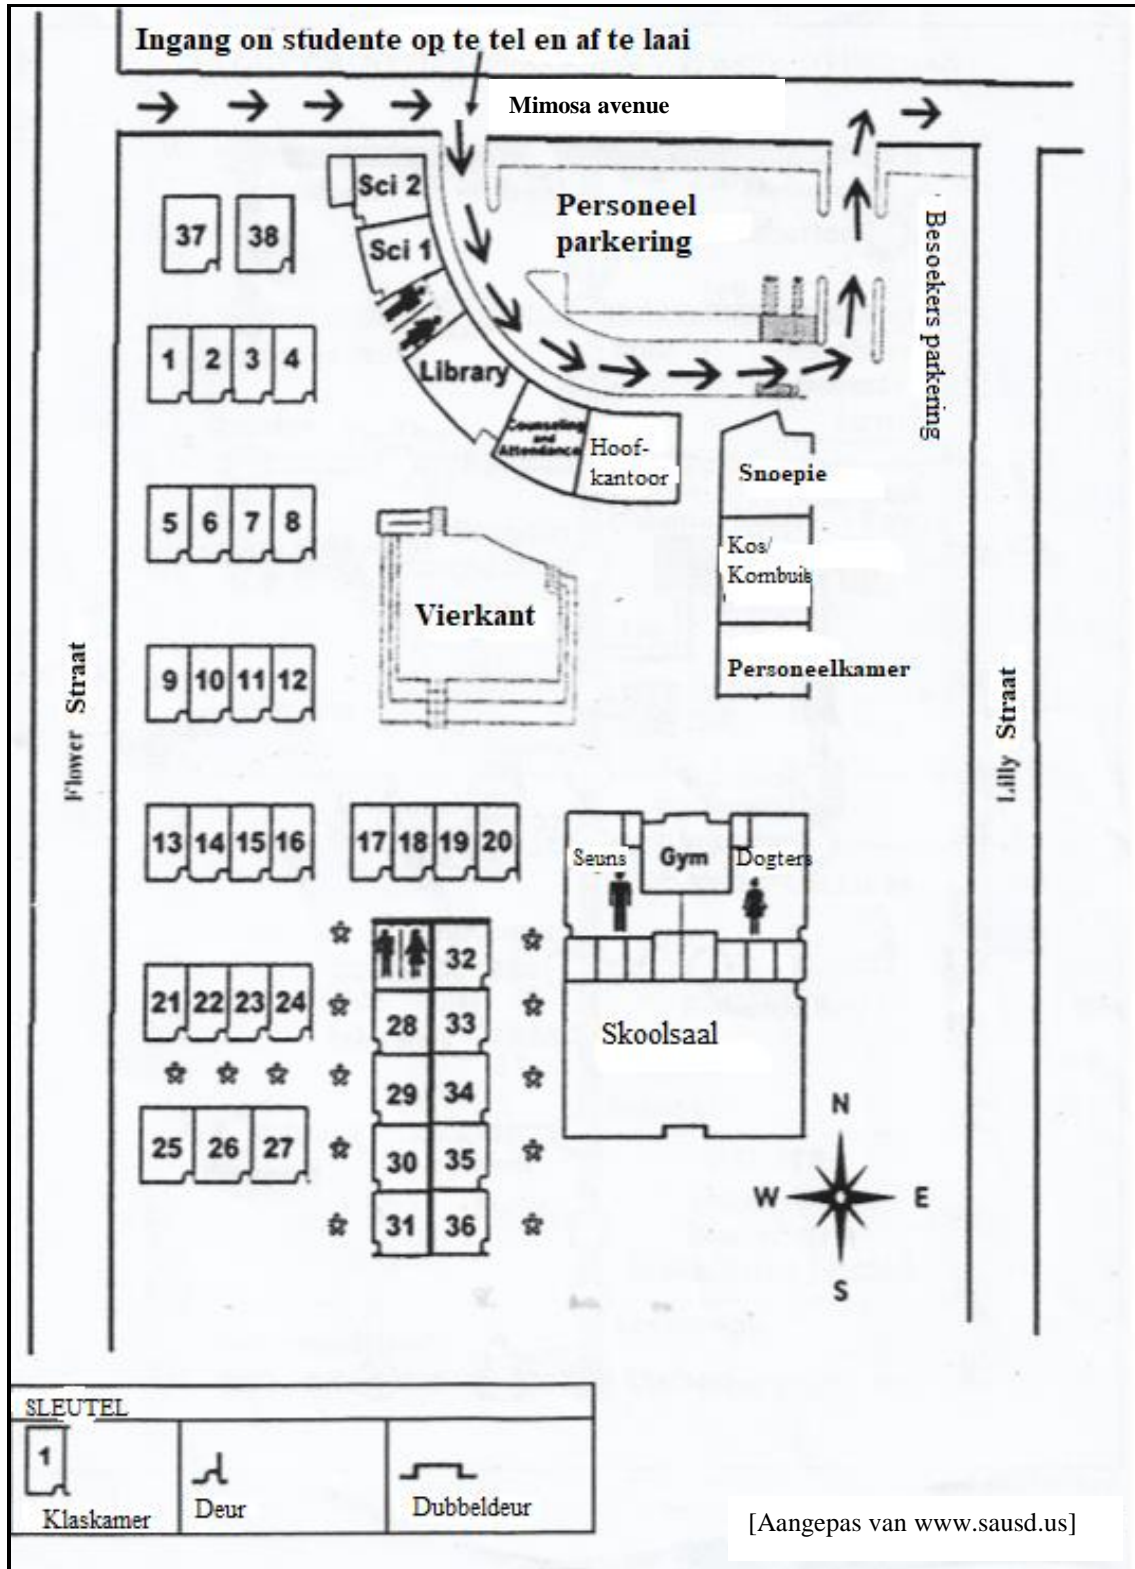 Ingang on studente op te tel en af te laai
Mimosa avenue
Sci 2
Personeel
parkering
Besoekers parkering
37 38
Sci 1
1 2 3 4
Library
Counseling
and
Attendance
Hoof-
kantoor
Snoepie
5 6 7 8
Kos/
Kombuis
Vierkant
9 10 11 12
Personeelkamer
Flower Straat
Lilly Straat
13 14 15 16
17 18 19 20
Seuns
Gym
Dogters
32
21 22 23 24
28 33
Skoolsaal
29 34
25 26 27
30 35
31 36
N
W E
S
SLEUTEL
1
Klaskamer
Deur
Dubbeldeur
[Aangepas van www.sausd.us]